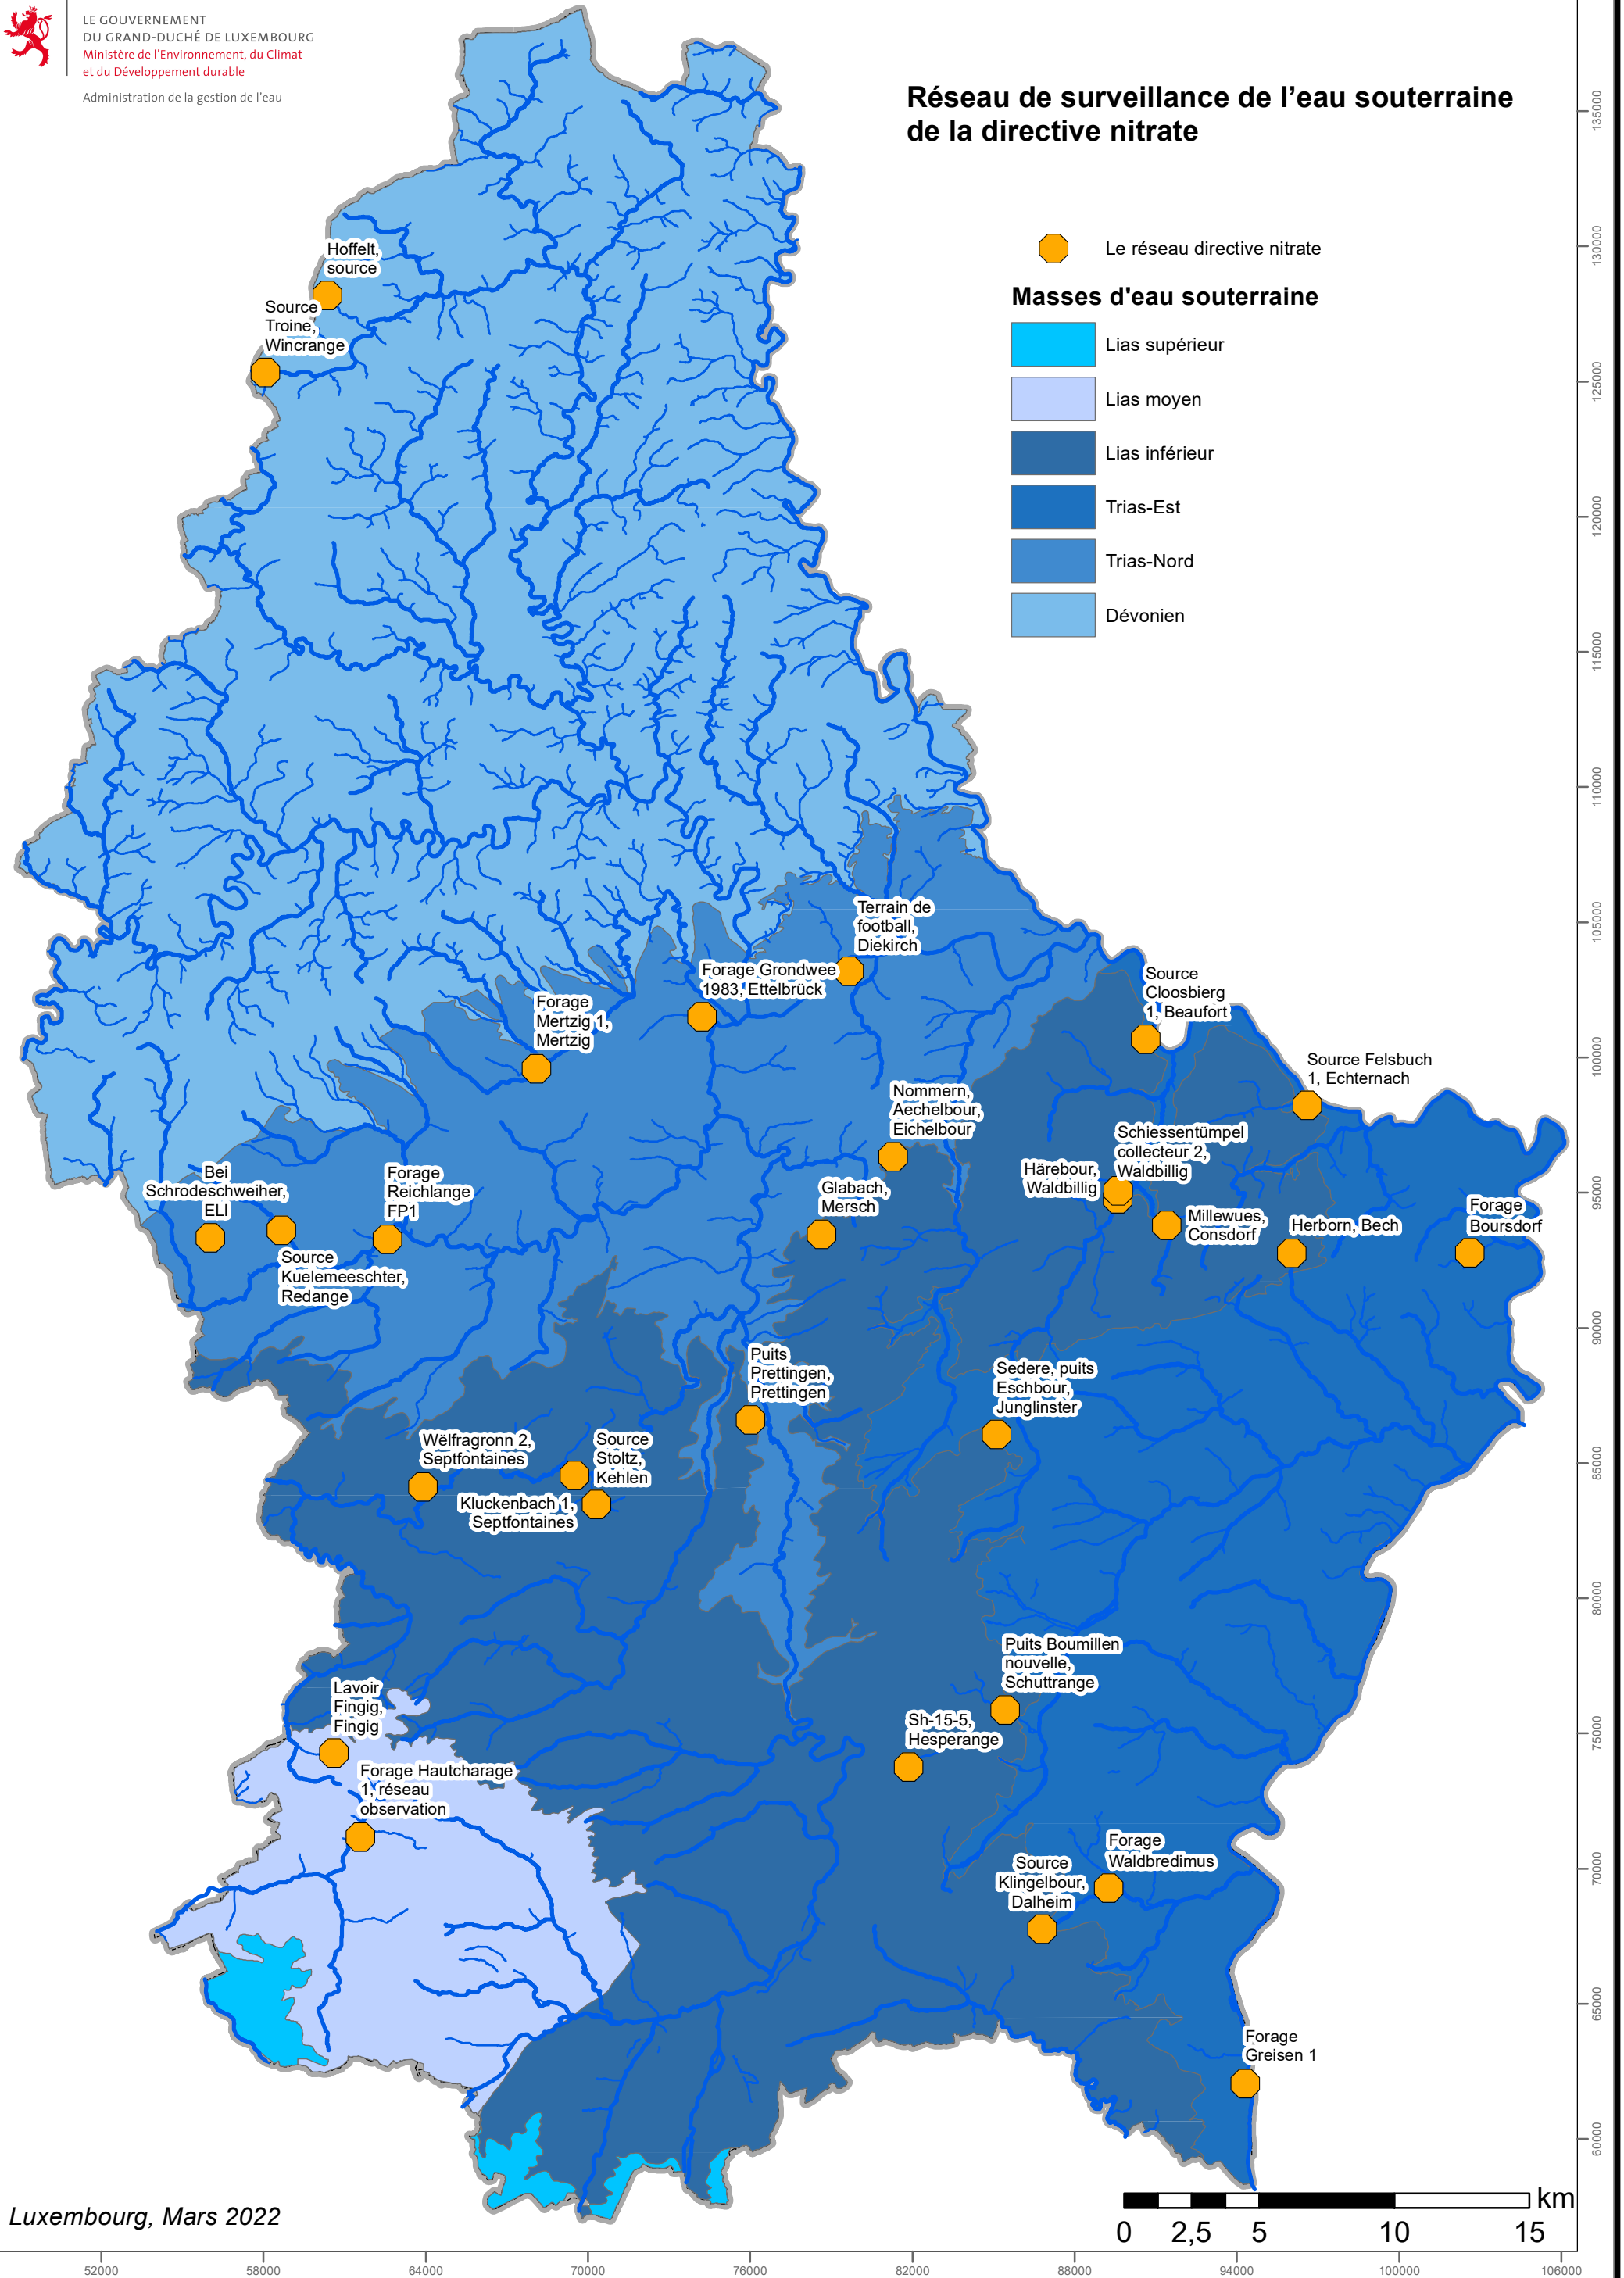 LE GOUVERNEMENT
DU GRAND-DUCHÉ DE LUXEMBOURG
Ministère de l'Environnement, du Climat
et du Développement durable
Administration de la gestion de l'eau
Réseau de surveillance de l'eau souterraine
de la directive nitrate
Le réseau directive nitrate
Masses d'eau souterraine
Lias supérieur
Lias moyen
Lias inférieur
Trias-Est
Trias-Nord
Dévonien
Hoffelt,
source
Source
Troine,
Wincrange
Terrain de
football,
Diekirch
Forage Grondwee
1983, Ettelbrück
Forage
Mertzig 1,
Mertzig
Source
Cloosbierg
1, Beaufort
Source Felsbuch
1, Echternach
Nommern,
Aechelbour,
Eichelbour
Schiessentümpel
collecteur 2,
Waldbillig
Härebour,
Waldbillig
Bei
Schrodeschweiher,
ELI
Forage
Reichlange
FP1
Glabach,
Mersch
Millewues,
Consdorf
Herborn, Bech
Forage
Boursdorf
Source
Kuelemeeschter,
Redange
Puits
Prettingen,
Prettingen
Sedere, puits
Eschbour,
Junglinster
Wëlfragronn 2,
Septfontaines
Source
Stoltz,
Kehlen
Kluckenbach 1,
Septfontaines
Puits Boumillen
nouvelle,
Schuttrange
Lavoir
Fingig,
Fingig
Sh-15-5,
Hesperange
Forage Hautcharage
1, réseau
observation
Forage
Waldbredimus
Source
Klingelbour,
Dalheim
Forage
Greisen 1
135000
130000
125000
120000
115000
110000
105000
100000
95000
90000
85000
80000
75000
70000
65000
60000
Luxembourg, Mars 2022
km
0 2,5 5 10 15
52000 58000 64000 70000 76000 82000 88000 94000 100000 106000